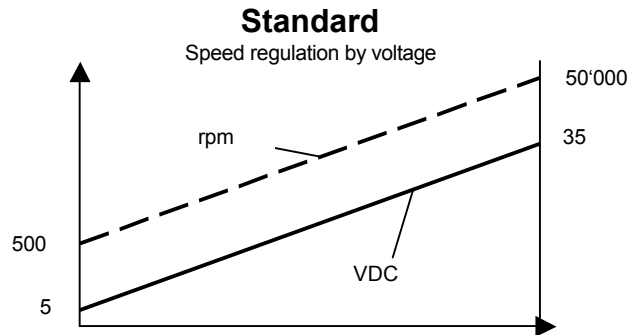 Standard
Speed regulation by voltage
50‘000
rpm
35
500
VDC
5